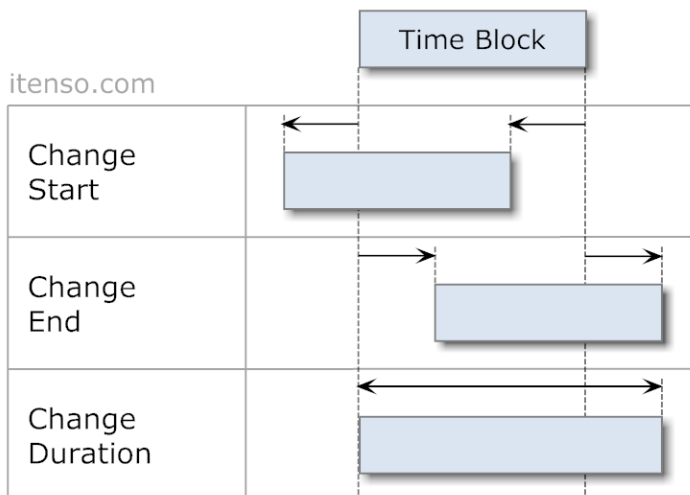 Time Block
itenso.com
Change
Start
Change
End
Change
Duration